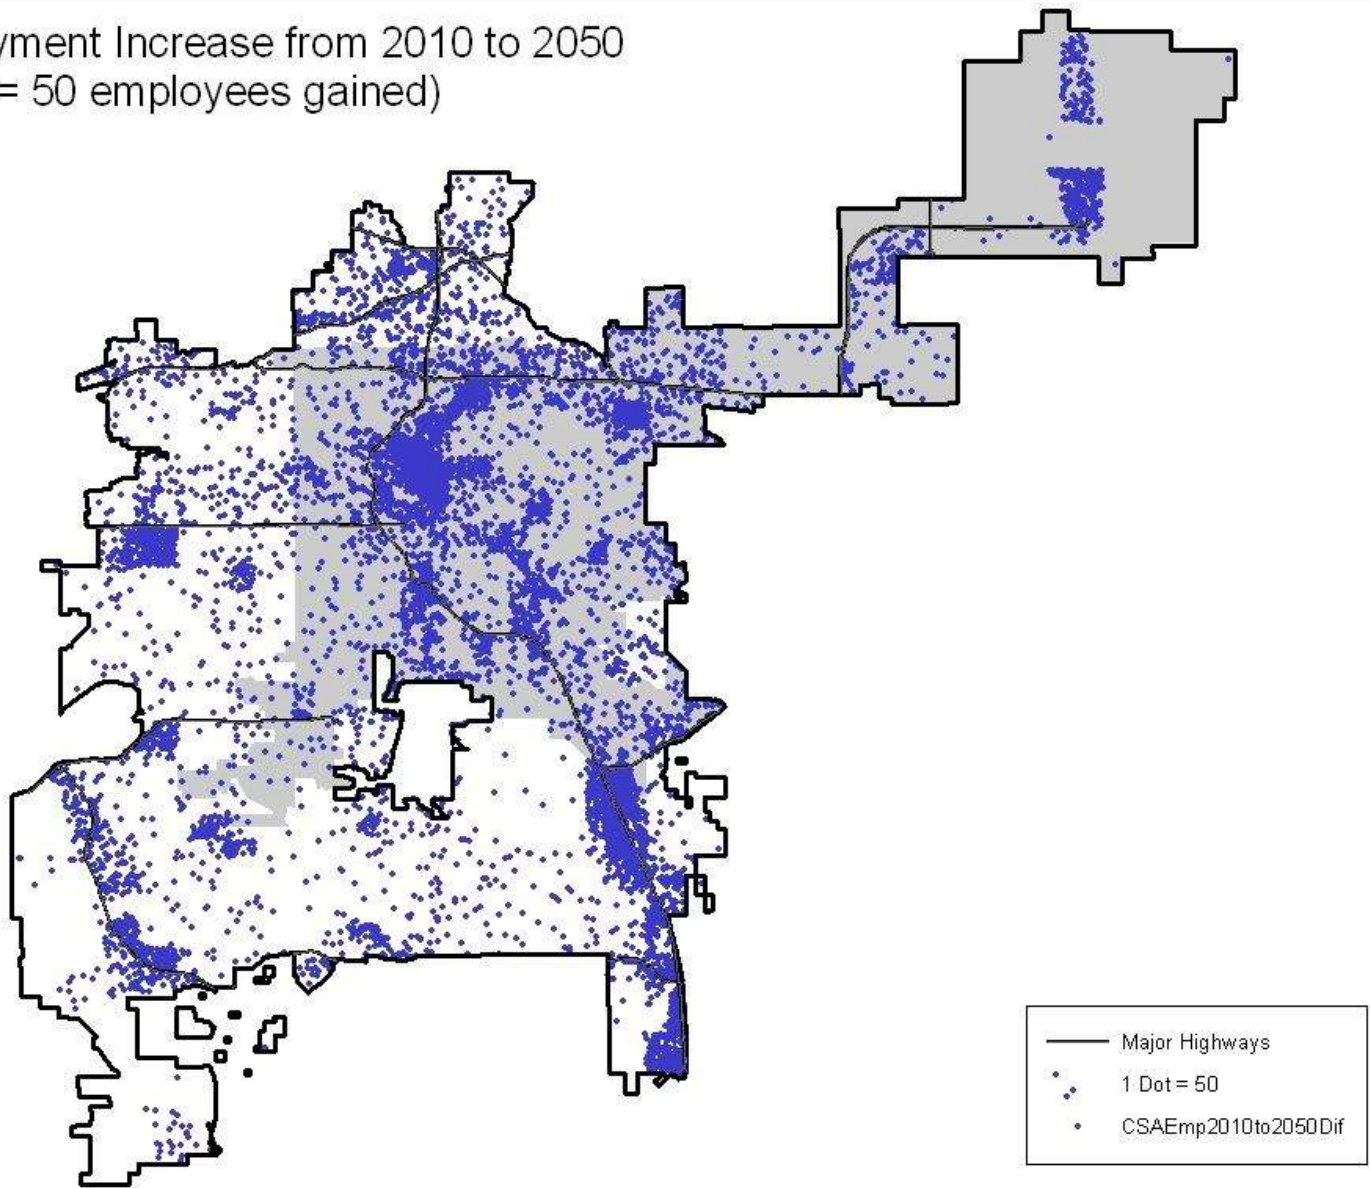 yment Increase from 2010 to 2050
= 50 employees gained)
Major Highways
1 Dot = 50
CSAEmp2010to2050Dif